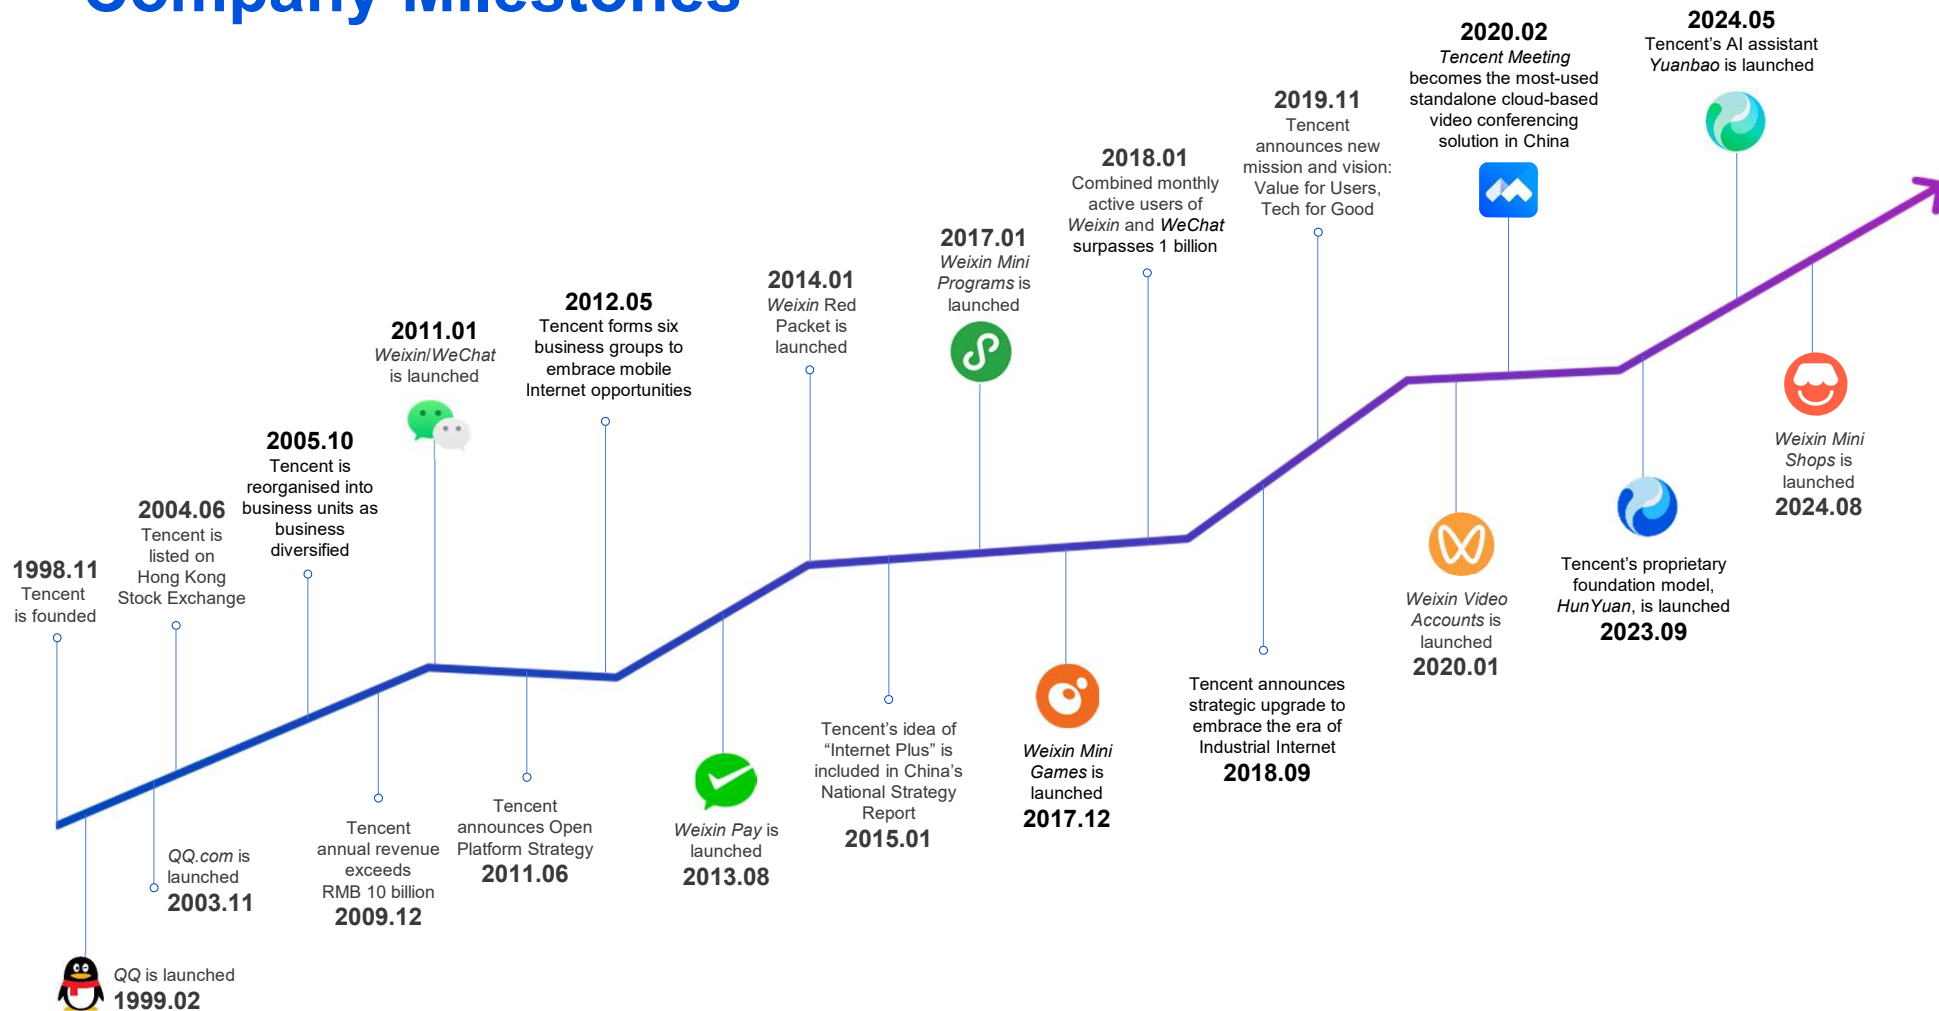 Company Milestones
1998.11
Tencent
is founded
QQ is launched
1999.02
QQ.com is
launched
2003.11
2004.06
Tencent is
listed on
Hong Kong
Stock Exchange
2005.10
Tencent is
reorganised into
business units as
business
diversified
Tencent
annual revenue
exceeds
RMB 10 billion
2009.12
2011.01
Weixin/WeChat
is launched
Tencent
announces Open
Platform Strategy
2011.06
2012.05
Tencent forms six
business groups to
embrace mobile
Internet opportunities
Weixin Pay is
launched
2013.08
2014.01
Weixin Red
Packet is
launched
Tencent’s idea of
“Internet Plus” is
included in China’s
National Strategy
Report
2015.01
2017.01
Weixin Mini
Programs is
launched
Weixin Mini
Games is
launched
2017.12
2018.01
Combined monthly
active users of
Weixin and WeChat
surpasses 1 billion
Tencent announces
strategic upgrade to
embrace the era of
Industrial Internet
2018.09
2019.11
Tencent
announces new
mission and vision:
Value for Users,
Tech for Good
Weixin Video
Accounts is
launched
2020.01
2020.02
Tencent Meeting
becomes the most-used
standalone cloud-based
video conferencing
solution in China
Tencent’s proprietary
foundation model,
HunYuan, is launched
2023.09
2024.05
Tencent’s AI assistant
Yuanbao is launched
Weixin Mini
Shops is
launched
2024.08